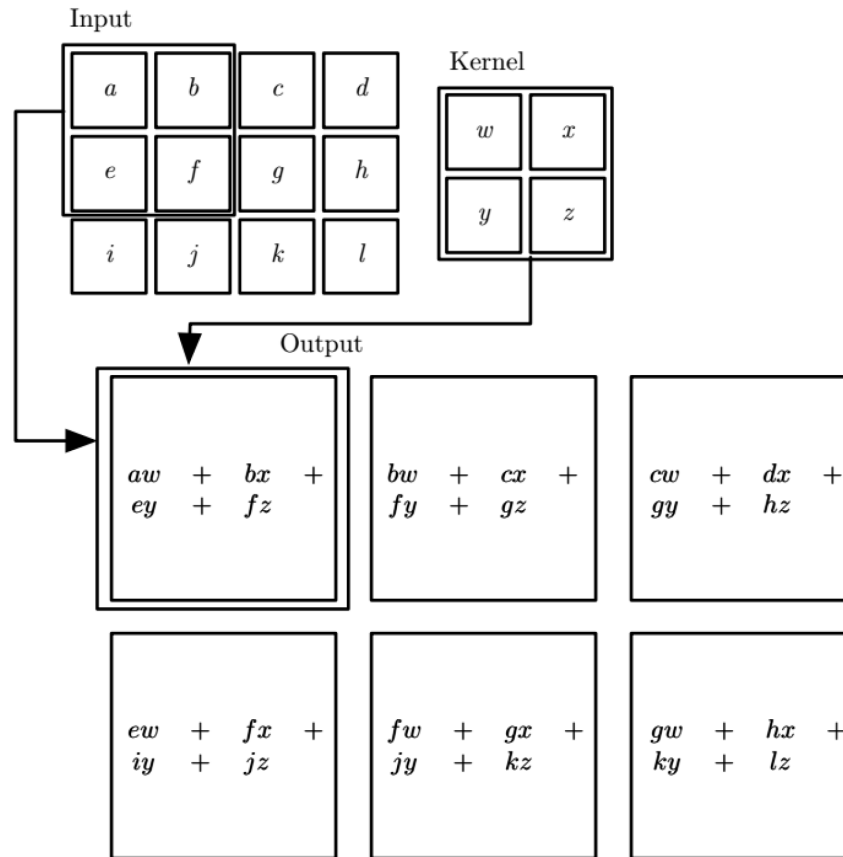 Input
a b c d
e f g h
i j k l
Kernel
w x
y z
Output
aw + bx +
ey + fz
bw + cx +
fy + gz
cw + dx +
gy + hz
ew + fx +
iy + jz
fw + gx +
jy + kz
gw + hx +
ky + lz